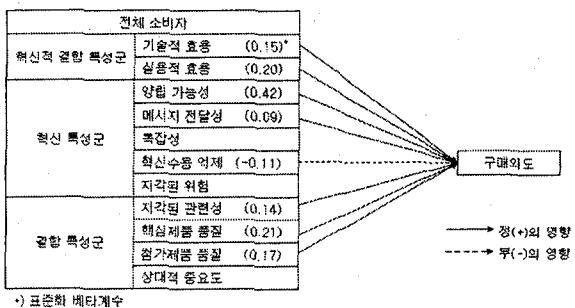 전체 소비자
혁신적 결합 특성군
기술적 효용 (0.15)*
실용적 효용 (0.20)
혁신 특성군
양립 가능성 (0.42)
메시지 전달성 (0.09)
복잡성
혁신수용 억제 (-0.11)
지각된 위험
결합 특성군
지각된 관련성 (0.14)
핵심제품 품질 (0.21)
첨가제품 품질 (0.17)
상대적 중요도
구매의도
정(+)의 영향
부(-)의 영향
*) 표준화 베타계수